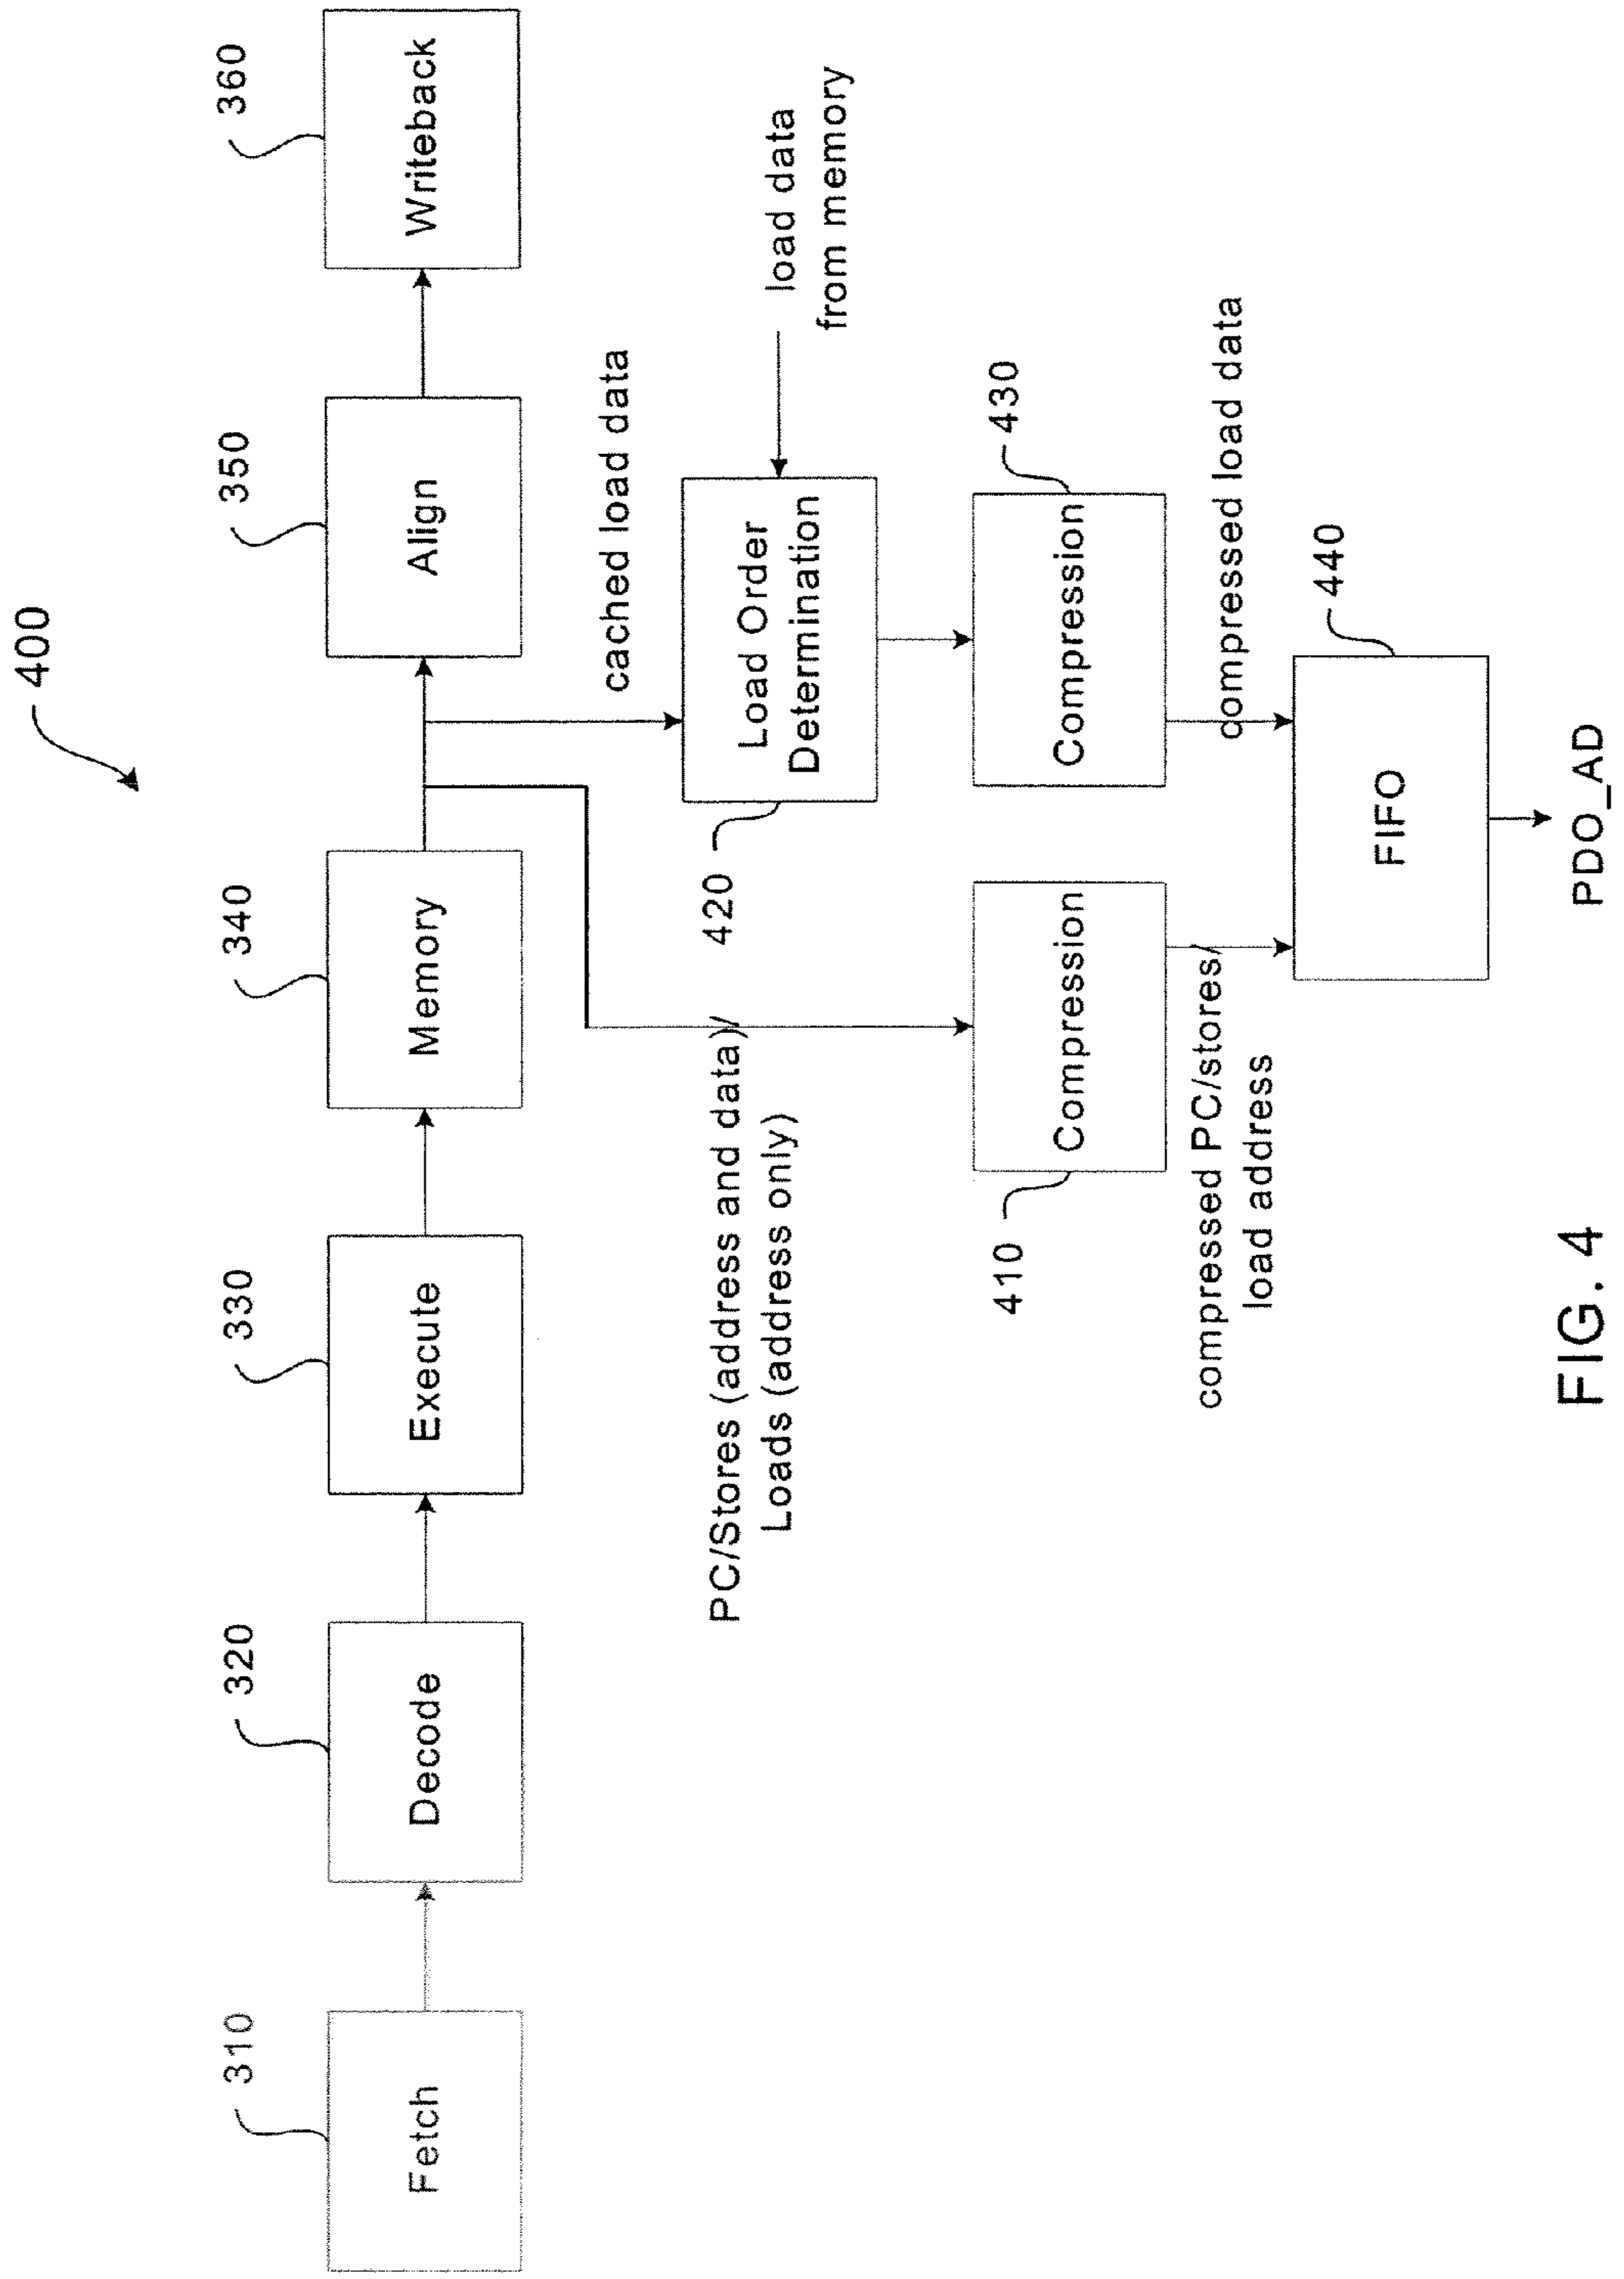 400
310
320
330
340
350
360
Fetch
Decode
Execute
Memory
Align
Writeback
cached load data
PC/Stores (address and data)/
Loads (address only)
420
Load Order
Determination
load data
from memory
410
Compression
430
Compression
compressed PC/stores/
load address
compressed load data
440
FIFO
PDO_AD
FIG. 4